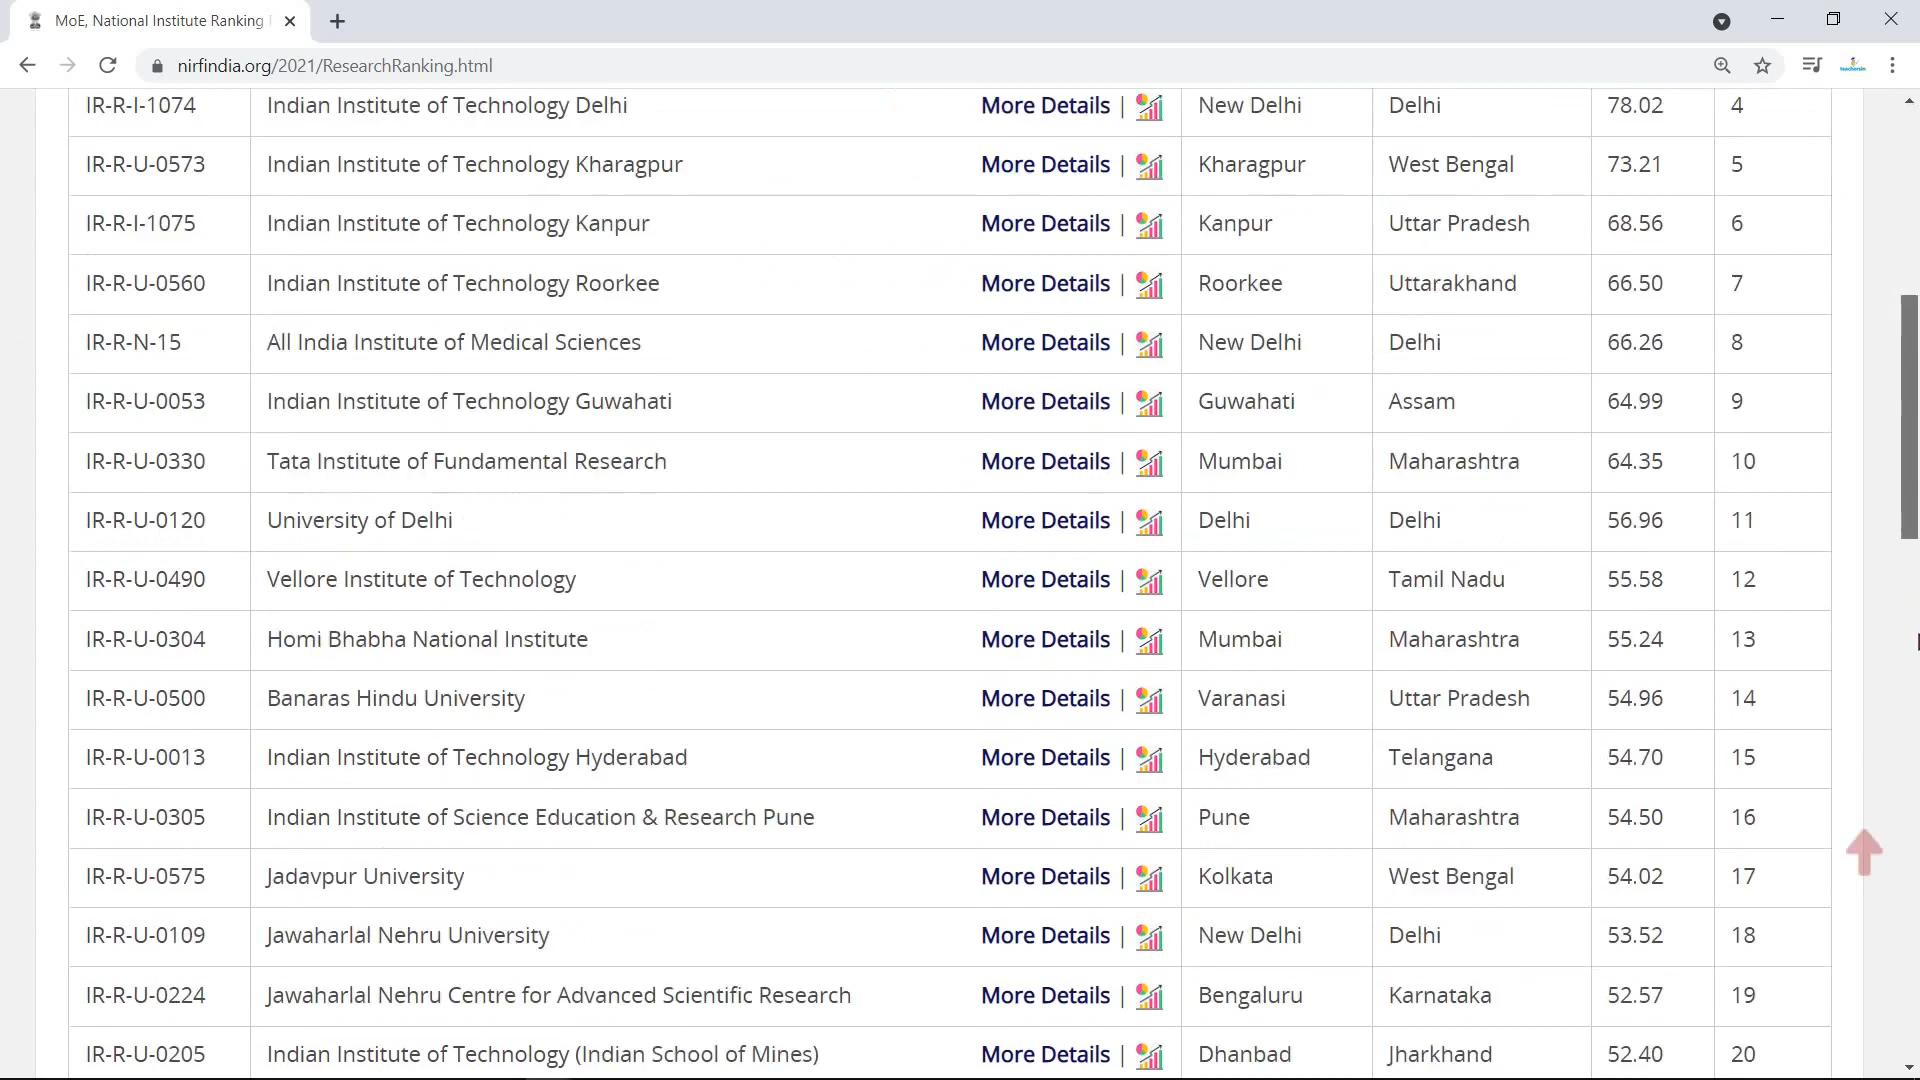 MoE, National Institute Ranking
nirfindia.org/2021/ResearchRanking.html
IR-R-I-1074 Indian Institute of Technology Delhi More Details | New Delhi Delhi 78.02 4
IR-R-U-0573 Indian Institute of Technology Kharagpur More Details | Kharagpur West Bengal 73.21 5
IR-R-I-1075 Indian Institute of Technology Kanpur More Details | Kanpur Uttar Pradesh 68.56 6
IR-R-U-0560 Indian Institute of Technology Roorkee More Details | Roorkee Uttarakhand 66.50 7
IR-R-N-15 All India Institute of Medical Sciences More Details | New Delhi Delhi 66.26 8
IR-R-U-0053 Indian Institute of Technology Guwahati More Details | Guwahati Assam 64.99 9
IR-R-U-0330 Tata Institute of Fundamental Research More Details | Mumbai Maharashtra 64.35 10
IR-R-U-0120 University of Delhi More Details | Delhi Delhi 56.96 11
IR-R-U-0490 Vellore Institute of Technology More Details | Vellore Tamil Nadu 55.58 12
IR-R-U-0304 Homi Bhabha National Institute More Details | Mumbai Maharashtra 55.24 13
IR-R-U-0500 Banaras Hindu University More Details | Varanasi Uttar Pradesh 54.96 14
IR-R-U-0013 Indian Institute of Technology Hyderabad More Details | Hyderabad Telangana 54.70 15
IR-R-U-0305 Indian Institute of Science Education & Research Pune More Details | Pune Maharashtra 54.50 16
IR-R-U-0575 Jadavpur University More Details | Kolkata West Bengal 54.02 17
IR-R-U-0109 Jawaharlal Nehru University More Details | New Delhi Delhi 53.52 18
IR-R-U-0224 Jawaharlal Nehru Centre for Advanced Scientific Research More Details | Bengaluru Karnataka 52.57 19
IR-R-U-0205 Indian Institute of Technology (Indian School of Mines) More Details | Dhanbad Jharkhand 52.40 20